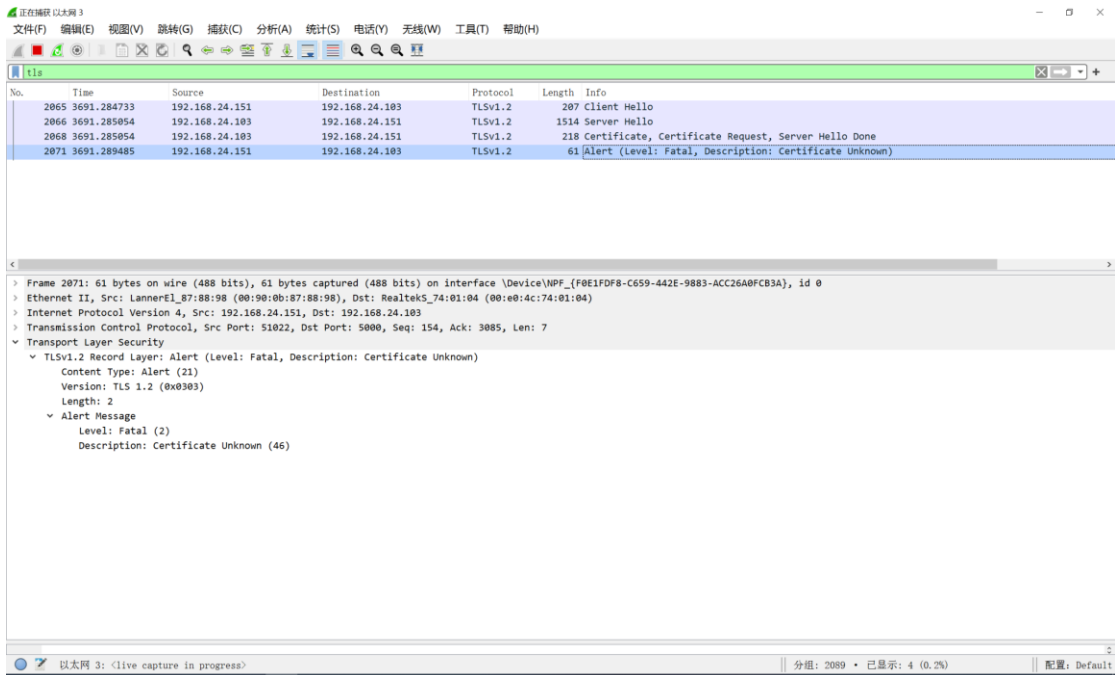 正在捕获 以太网 3
文件(F) 编辑(E) 视图(V) 跳转(G) 捕获(C) 分析(A) 统计(S) 电话(Y) 无线(W) 工具(T) 帮助(H)
tls
No. Time Source Destination Protocol Length Info
2065 3691.284733 192.168.24.151 192.168.24.103 TLSv1.2 207 Client Hello
2066 3691.285054 192.168.24.103 192.168.24.151 TLSv1.2 1514 Server Hello
2068 3691.285054 192.168.24.103 192.168.24.151 TLSv1.2 218 Certificate, Certificate Request, Server Hello Done
2071 3691.289485 192.168.24.151 192.168.24.103 TLSv1.2 61 Alert (Level: Fatal, Description: Certificate Unknown)
Frame 2071: 61 bytes on wire (488 bits), 61 bytes captured (488 bits) on interface \Device\NPF_{F0E1FDF8-C659-442E-9883-ACC26A0FCB3A}, id 0
Ethernet II, Src: LannerEl_87:88:98 (00:90:0b:87:88:98), Dst: RealtekS_74:01:04 (00:e0:4c:74:01:04)
Internet Protocol Version 4, Src: 192.168.24.151, Dst: 192.168.24.103
Transmission Control Protocol, Src Port: 51022, Dst Port: 5000, Seq: 154, Ack: 3085, Len: 7
Transport Layer Security
TLSv1.2 Record Layer: Alert (Level: Fatal, Description: Certificate Unknown)
Content Type: Alert (21)
Version: TLS 1.2 (0x0303)
Length: 2
Alert Message
Level: Fatal (2)
Description: Certificate Unknown (46)
以太网 3: <live capture in progress> 分组: 2089 • 已显示: 4 (0.2%) 配置: Default